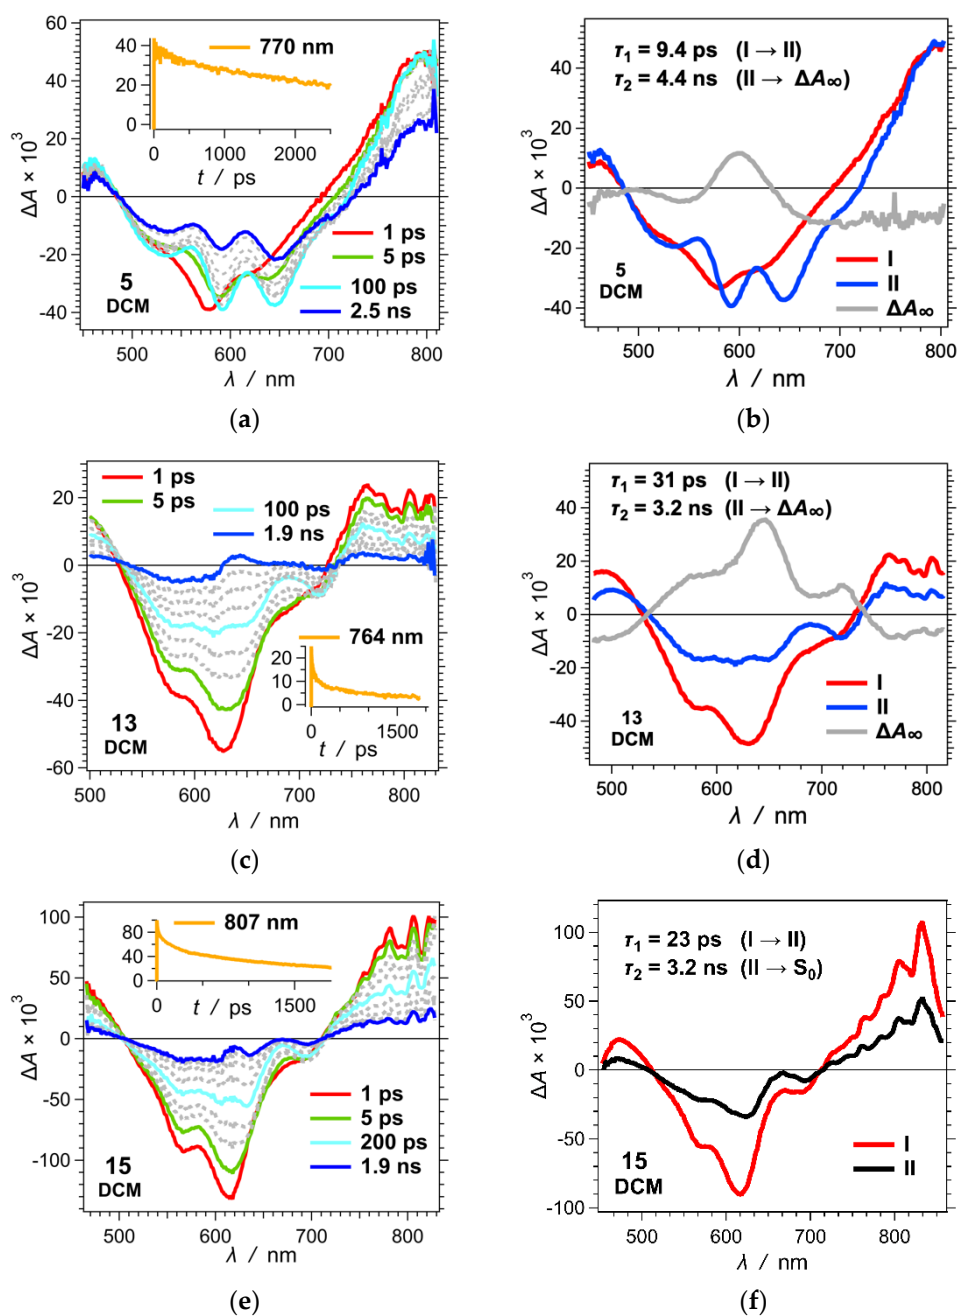 60
40
20
0
-20
-40
ΔA × 10³
40
20
0
770 nm
0
1000
2000
t / ps
5
DCM
1 ps
5 ps
100 ps
2.5 ns
500
600
700
800
λ / nm
(a)
τ1 = 9.4 ps (I → II)
τ2 = 4.4 ns (II → ΔA∞)
40
20
0
-20
-40
ΔA × 10³
5
DCM
I
II
ΔA∞
500
600
700
800
λ / nm
(b)
1 ps
5 ps
100 ps
1.9 ns
20
0
-20
-40
-60
ΔA × 10³
764 nm
20
10
0
0
1500
t / ps
13
DCM
500
600
700
800
λ / nm
(c)
τ1 = 31 ps (I → II)
τ2 = 3.2 ns (II → ΔA∞)
40
20
0
-20
-40
ΔA × 10³
13
DCM
I
II
ΔA∞
500
600
700
800
λ / nm
(d)
100
50
0
-50
-100
ΔA × 10³
807 nm
80
40
0
0
1500
t / ps
15
DCM
1 ps
5 ps
200 ps
1.9 ns
500
600
700
800
λ / nm
(e)
τ1 = 23 ps (I → II)
τ2 = 3.2 ns (II → S0)
100
50
0
-50
-100
ΔA × 10³
15
DCM
I
II
500
600
700
800
λ / nm
(f)